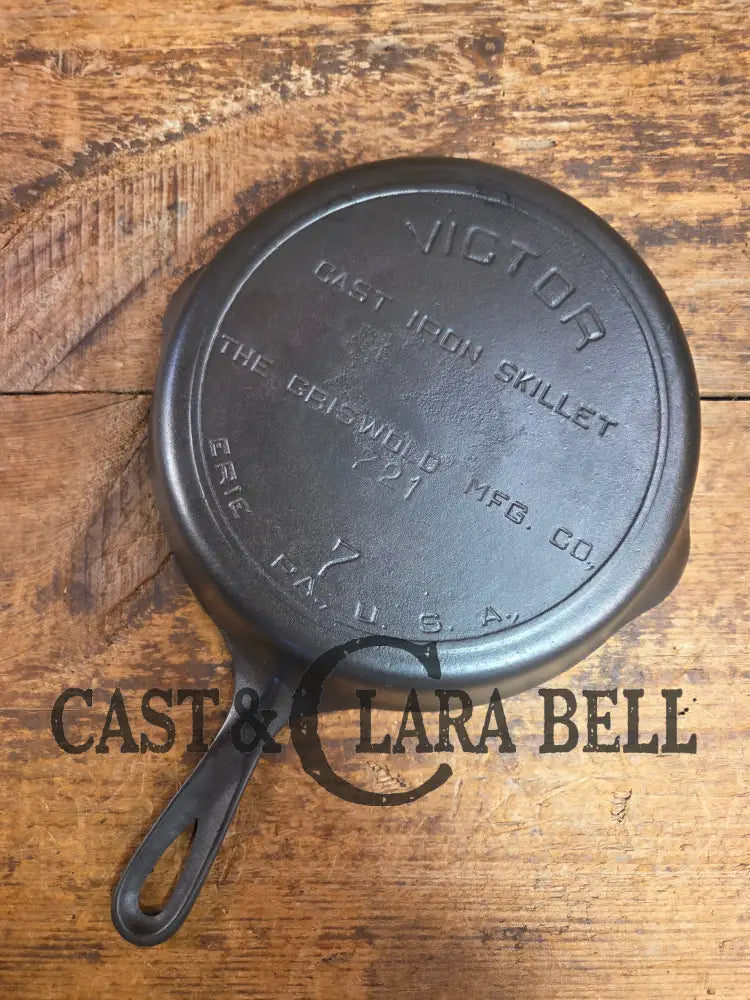 VICTOR
CAST IRON SKILLET
THE GRISWOLD MFG. CO.,
721
7
ERIE PA., U. S. A.,
CAST & CLARA BELL